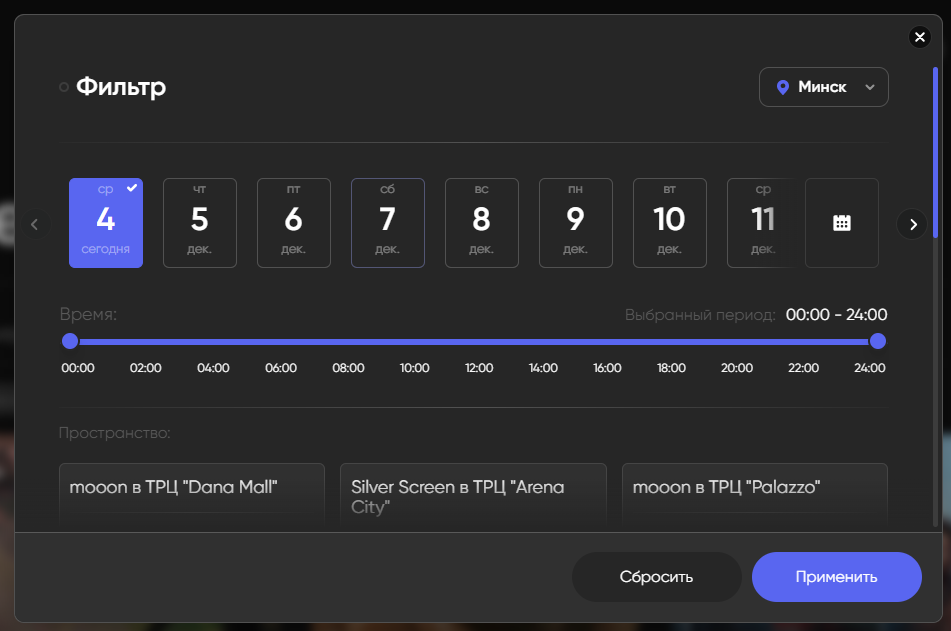 Фильтр
Минск
ср
4
сегодня
чт
5
дек.
пт
6
дек.
сб
7
дек.
вс
8
дек.
пн
9
дек.
вт
10
дек.
ср
11
дек.
Время:
Выбранный период: 00:00 - 24:00
00:00 02:00 04:00 06:00 08:00 10:00 12:00 14:00 16:00 18:00 20:00 22:00 24:00
Пространство:
mooon в ТРЦ "Dana Mall"
Silver Screen в ТРЦ "Arena
City"
mooon в ТРЦ "Palazzo"
Сбросить
Применить